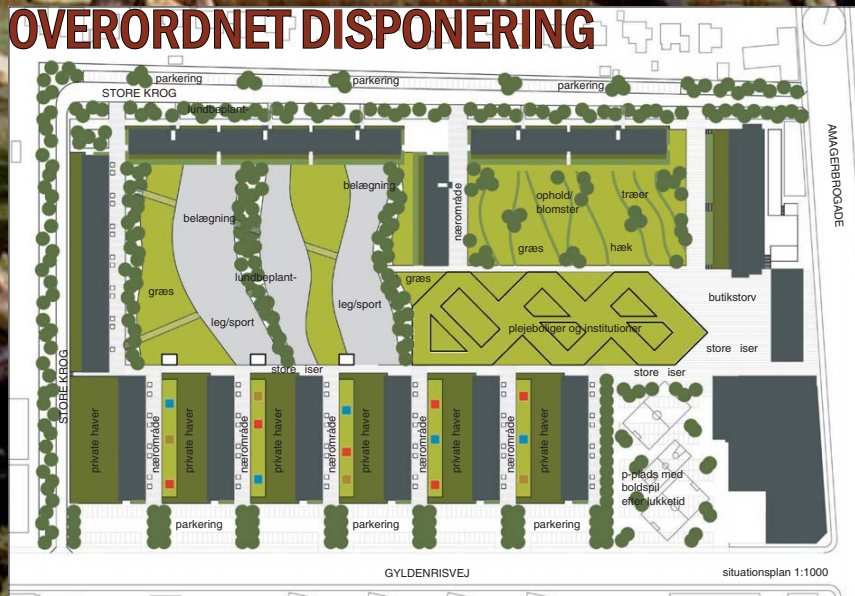 OVERORDNET DISPONERING
parkering
parkering
parkering
STORE KROG
lundbeplant-
AMAGERBROGADE
belægning
ophold/
blomster
træer
belægning
nærområde
græs
hæk
lundbeplant-
græs
græs
leg/sport
leg/sport
butikstorv
plejeboliger og institutioner
store iser
store iser
store iser
STORE KROG
private haver
nærområde
private haver
nærområde
private haver
nærområde
private haver
nærområde
private haver
nærområde
private haver
p-plads med
boldspil
efter lukketid
parkering
parkering
parkering
GYLDENRISVEJ
situationsplan 1:1000